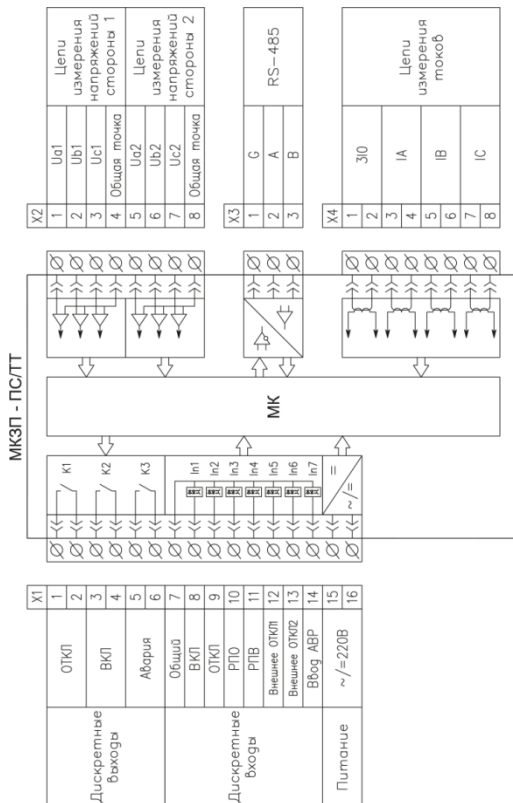 МКЗП - ПС/ТТ
X2
1 Ua1
2 Ub1
3 Uc1
4 Общая точка
Цепи
измерения
напряжений
стороны 1
5 Ua2
6 Ub2
7 Uc2
8 Общая точка
Цепи
измерения
напряжений
стороны 2
X3
1 G
2 A
3 B
RS-485
X4
1
2
3I0
3
4
IA
5
6
IB
7
8
IC
Цепи
измерения
токов
МК
K1
K2
K3
In1
In2
In3
In4
In5
In6
In7
~/=
=
X1
Дискретные
выходы
ОТКЛ
1
2
ВКЛ
3
4
Авария
5
6
Дискретные
входы
Общий 7
ВКЛ 8
ОТКЛ 9
РПО 10
РПВ 11
Внешнее ОТКЛ1 12
Внешнее ОТКЛ2 13
Ввод АВР 14
Питание
~/=220В
15
16